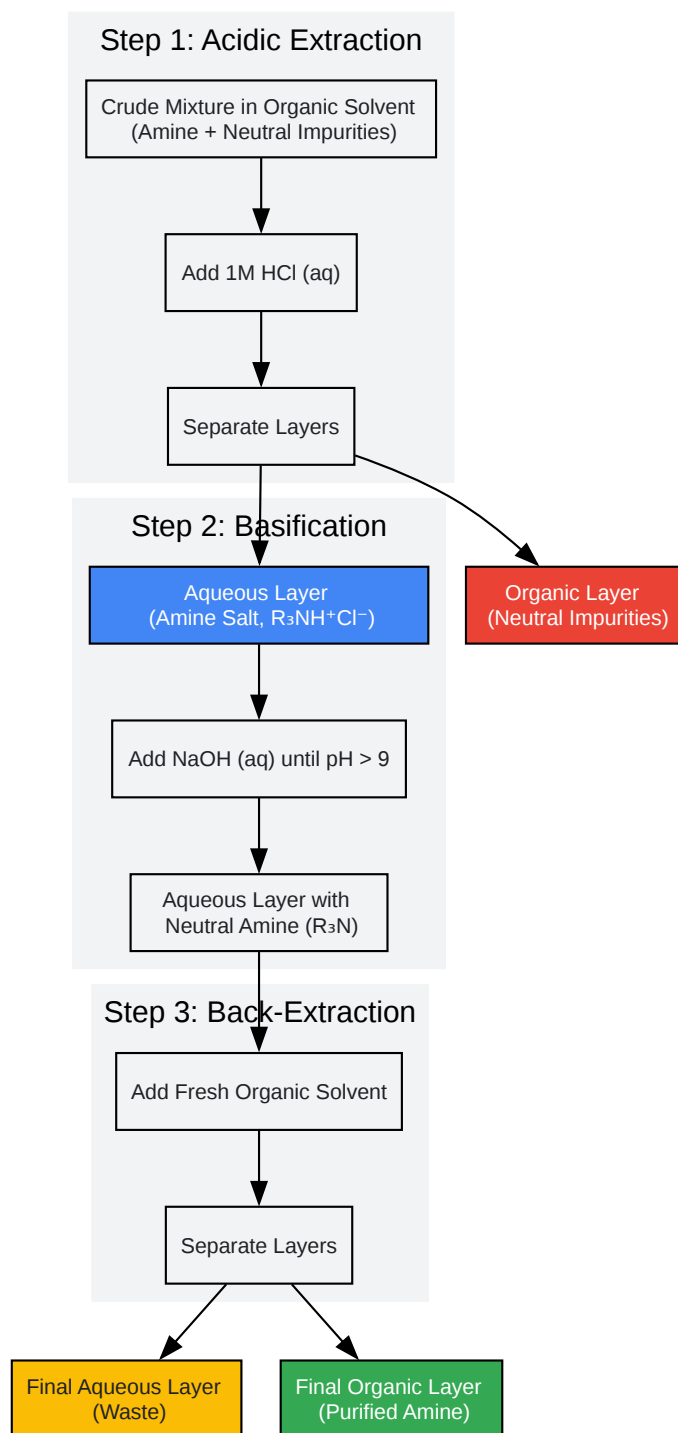 Step 1: Acidic Extraction
Crude Mixture in Organic Solvent
(Amine + Neutral Impurities)
Add 1M HCl (aq)
Separate Layers
Step 2: Basification
Aqueous Layer
(Amine Salt, R₃NH⁺Cl⁻)
Organic Layer
(Neutral Impurities)
Add NaOH (aq) until pH > 9
Aqueous Layer with
Neutral Amine (R₃N)
Step 3: Back-Extraction
Add Fresh Organic Solvent
Separate Layers
Final Aqueous Layer
(Waste)
Final Organic Layer
(Purified Amine)